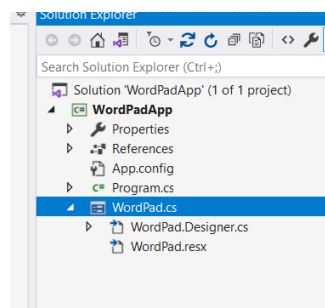 Solution Explorer
Search Solution Explorer (Ctrl+;)
Solution 'WordPadApp' (1 of 1 project)
C# WordPadApp
Properties
References
App.config
C# Program.cs
WordPad.cs
WordPad.Designer.cs
WordPad.resx